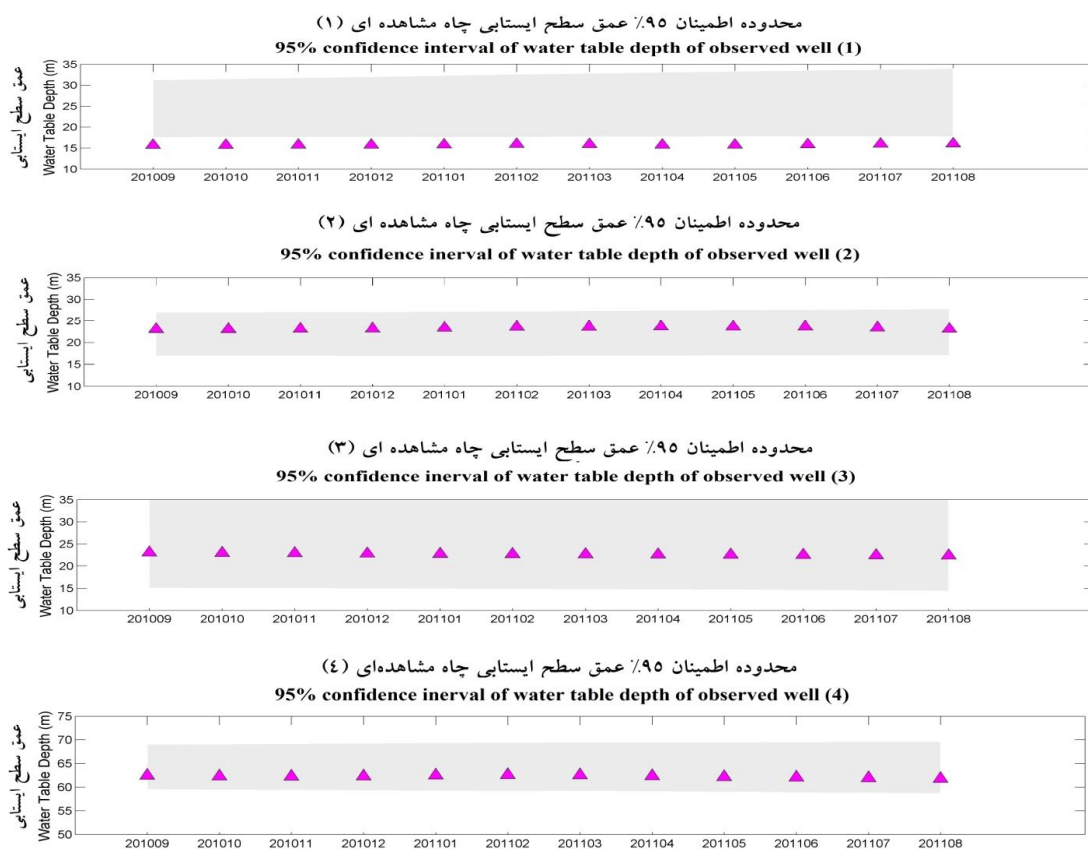 محدوده اطمینان ۹۵٪ عمق سطح ایستابی چاه مشاهده ای (۱)
95% confidence interval of water table depth of observed well (1)
عمق سطح ایستابی
Water Table Depth (m)
35
30
25
20
15
10
201009 201010 201011 201012 201101 201102 201103 201104 201105 201106 201107 201108
محدوده اطمینان ۹۵٪ عمق سطح ایستابی چاه مشاهده ای (۲)
95% confidence inerval of water table depth of observed well (2)
عمق سطح ایستابی
Water Table Depth (m)
35
30
25
20
15
10
201009 201010 201011 201012 201101 201102 201103 201104 201105 201106 201107 201108
محدوده اطمینان ۹۵٪ عمق سطح ایستابی چاه مشاهده ای (۳)
95% confidence inerval of water table depth of observed well (3)
عمق سطح ایستابی
Water Table Depth (m)
35
30
25
20
15
10
201009 201010 201011 201012 201101 201102 201103 201104 201105 201106 201107 201108
محدوده اطمینان ۹۵٪ عمق سطح ایستابی چاه مشاهده‌ای (٤)
95% confidence inerval of water table depth of observed well (4)
عمق سطح ایستابی
Water Table Depth (m)
75
70
65
60
55
50
201009 201010 201011 201012 201101 201102 201103 201104 201105 201106 201107 201108